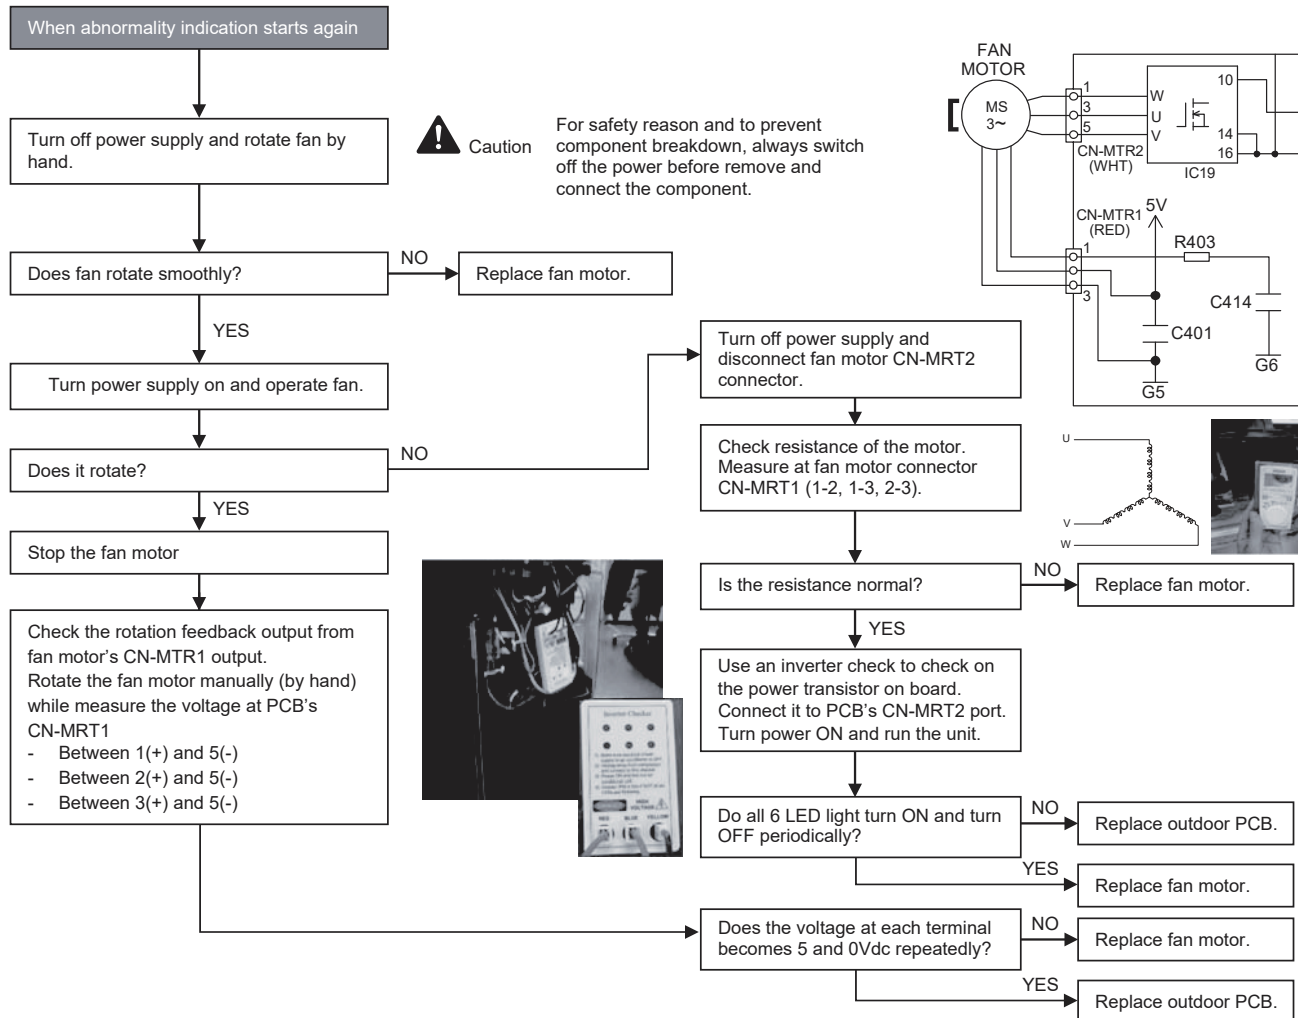 When abnormality indication starts again
Turn off power supply and rotate fan by
hand.
Caution
For safety reason and to prevent
component breakdown, always switch
off the power before remove and
connect the component.
FAN
MOTOR
MS
3~
1
3
5
W
U
V
10
14
16
CN-MTR2
(WHT)
IC19
CN-MTR1
(RED)
5V
1
3
R403
C414
C401
G6
G5
Does fan rotate smoothly?
NO
Replace fan motor.
YES
Turn power supply on and operate fan.
Does it rotate?
NO
YES
Stop the fan motor
Check the rotation feedback output from
fan motor's CN-MTR1 output.
Rotate the fan motor manually (by hand)
while measure the voltage at PCB's
CN-MRT1
- Between 1(+) and 5(-)
- Between 2(+) and 5(-)
- Between 3(+) and 5(-)
Turn off power supply and
disconnect fan motor CN-MRT2
connector.
Check resistance of the motor.
Measure at fan motor connector
CN-MRT1 (1-2, 1-3, 2-3).
U
V
W
Is the resistance normal?
NO
Replace fan motor.
YES
Use an inverter check to check on
the power transistor on board.
Connect it to PCB's CN-MRT2 port.
Turn power ON and run the unit.
Inverter Checker
HIGH
VOLTAGE
RED BLUE YELLOW
Do all 6 LED light turn ON and turn
OFF periodically?
NO
Replace outdoor PCB.
YES
Replace fan motor.
Does the voltage at each terminal
becomes 5 and 0Vdc repeatedly?
NO
Replace fan motor.
YES
Replace outdoor PCB.